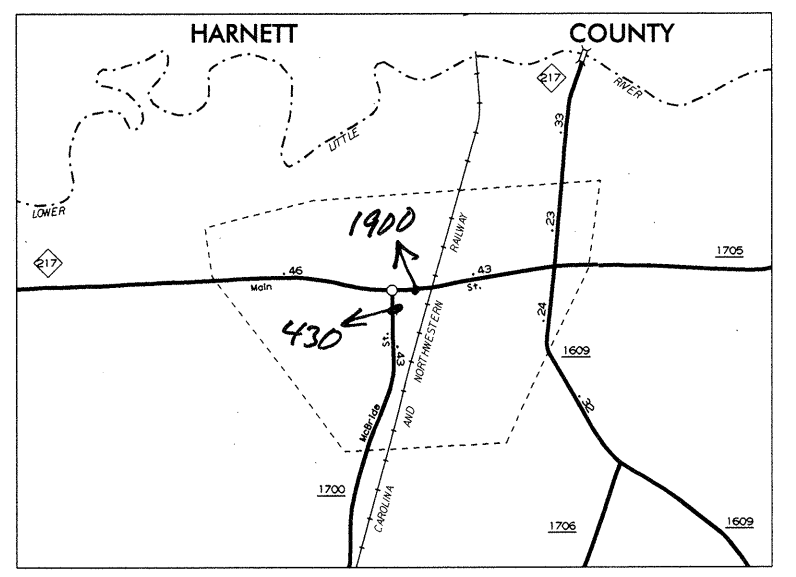 HARNETT COUNTY
217
.33
RIVER
LITTLE
LOWER
1900
RAILWAY
.23
1705
217
.46
.43
Main
St.
430
St.
.43
NORTHWESTERN
.24
1609
.32
McBride
AND
1700
CAROLINA
1706
1609